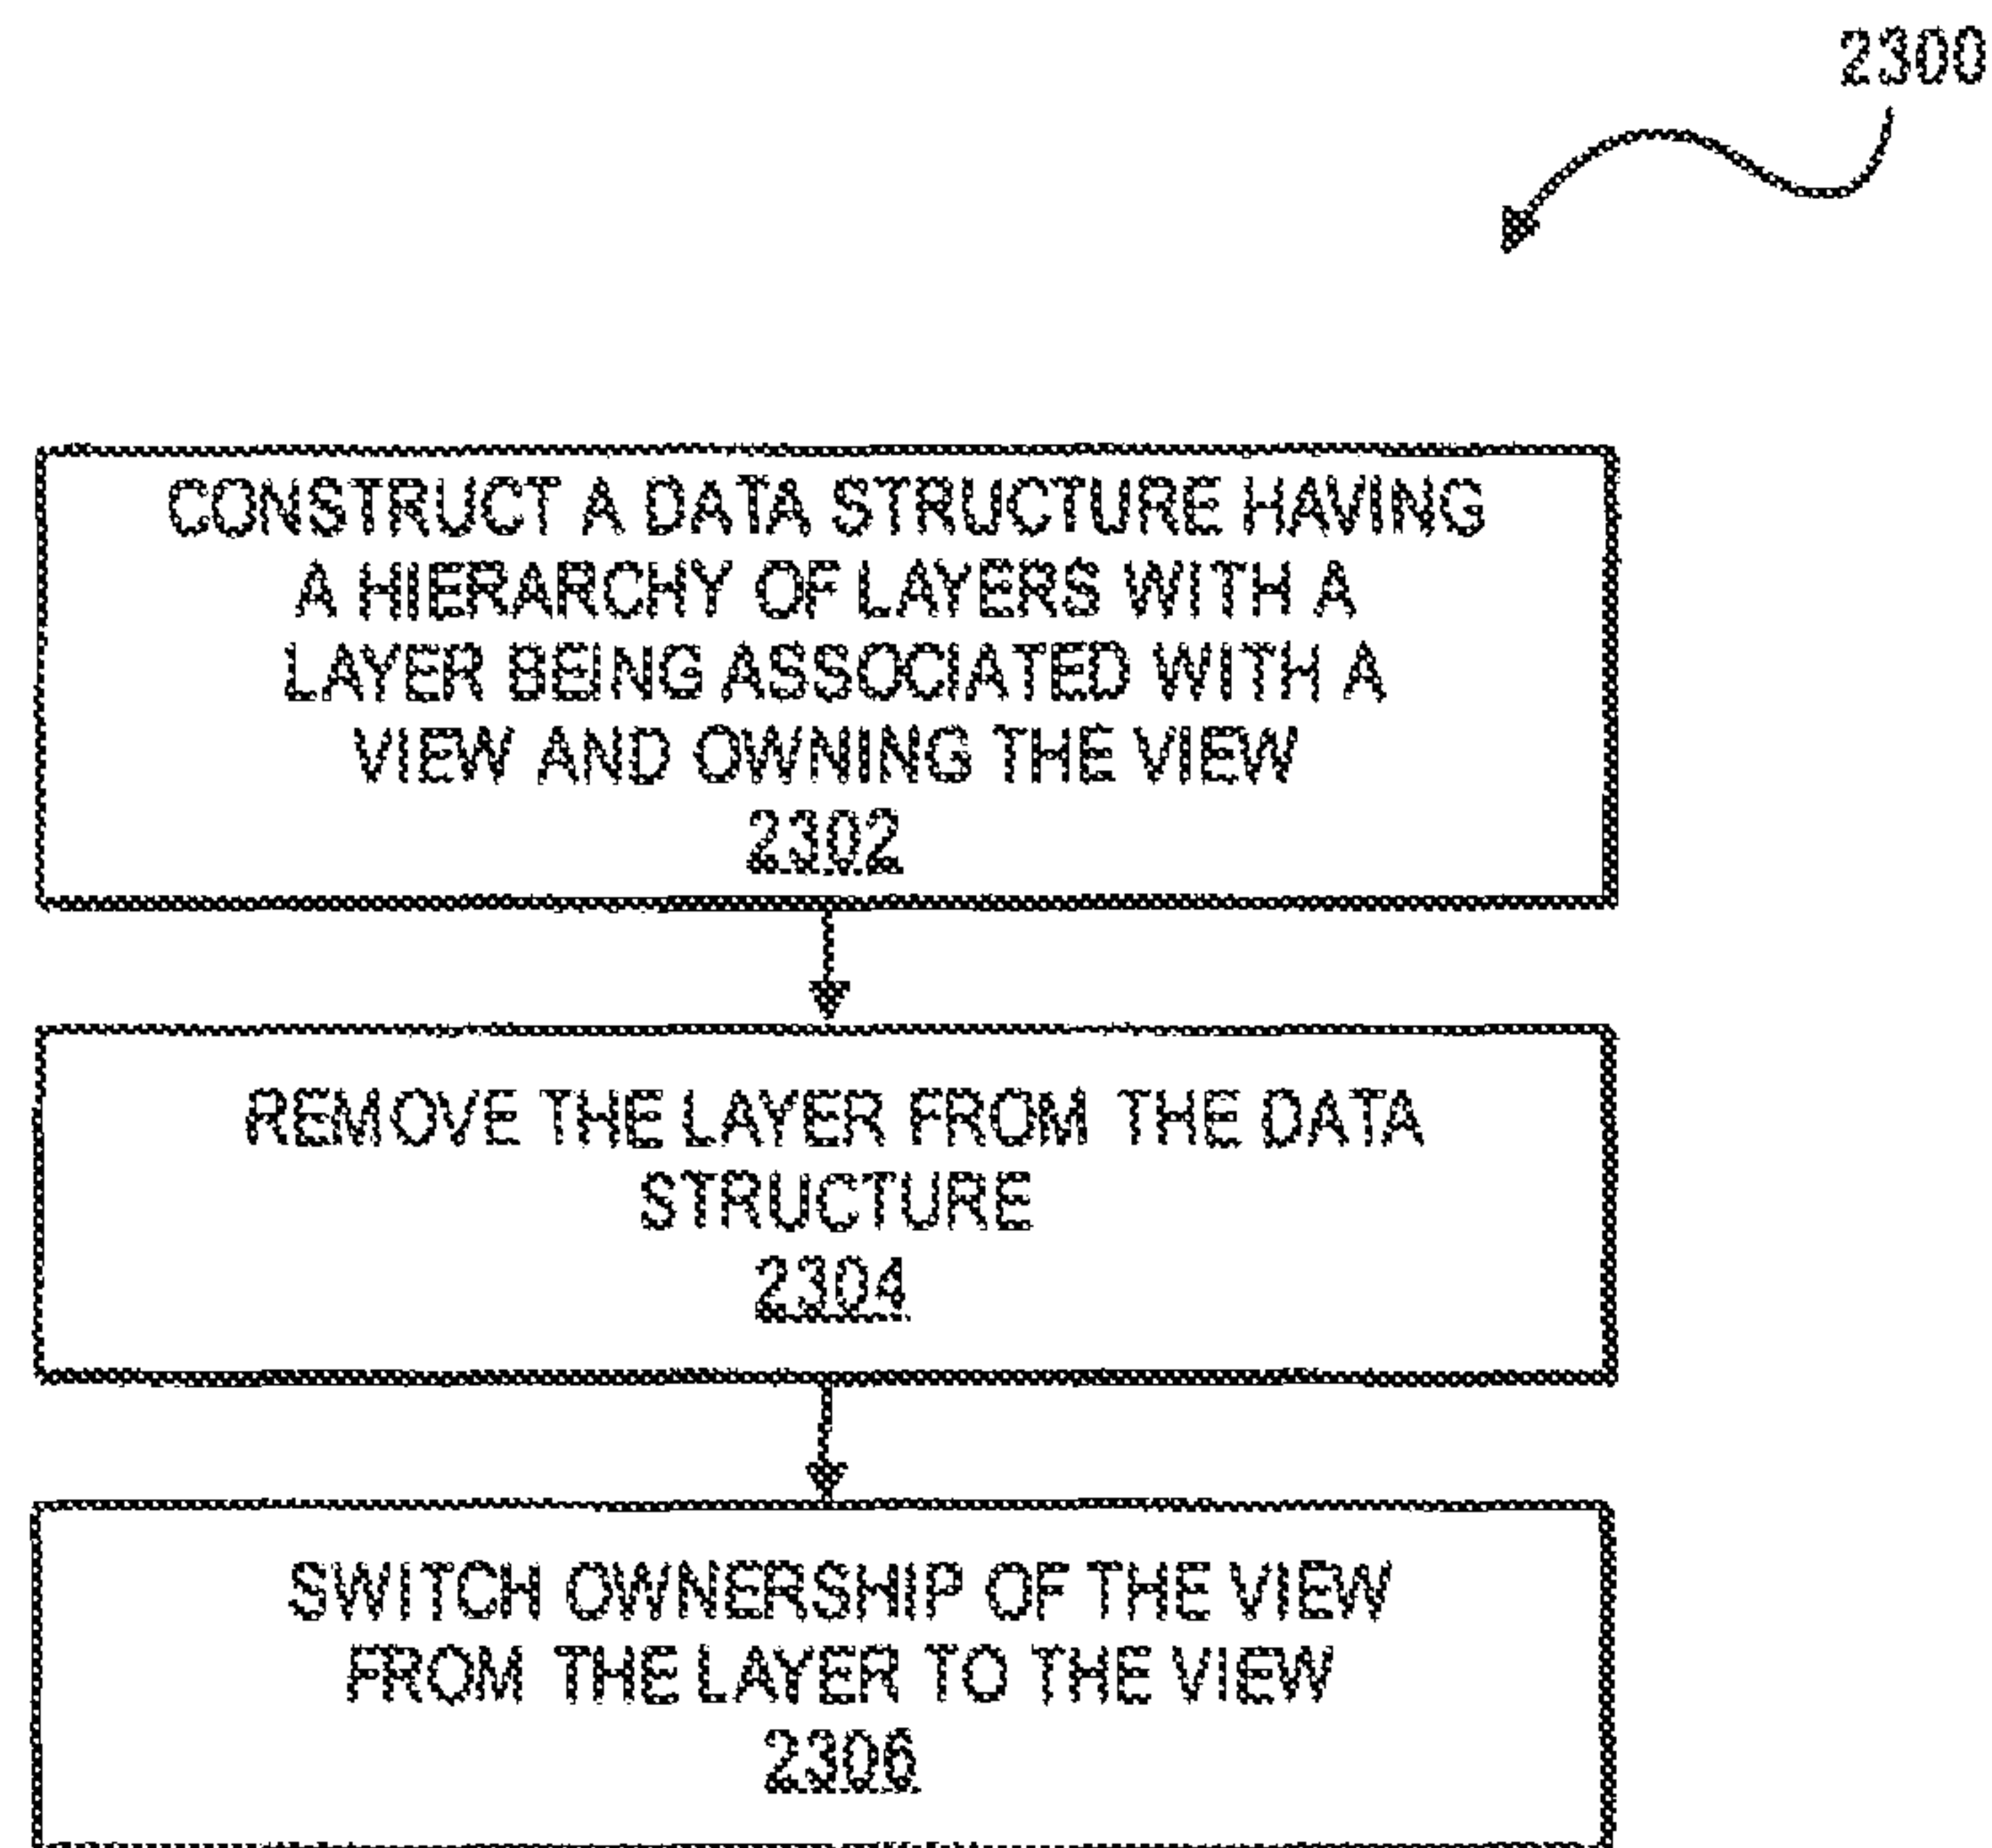 2300
CONSTRUCT A DATA STRUCTURE HAVING
A HIERARCHY OF LAYERS WITH A
LAYER BEING ASSOCIATED WITH A
VIEW AND OWNING THE VIEW
2302
REMOVE THE LAYER FROM THE DATA
STRUCTURE
2304
SWITCH OWNERSHIP OF THE VIEW
FROM THE LAYER TO THE VIEW
2306